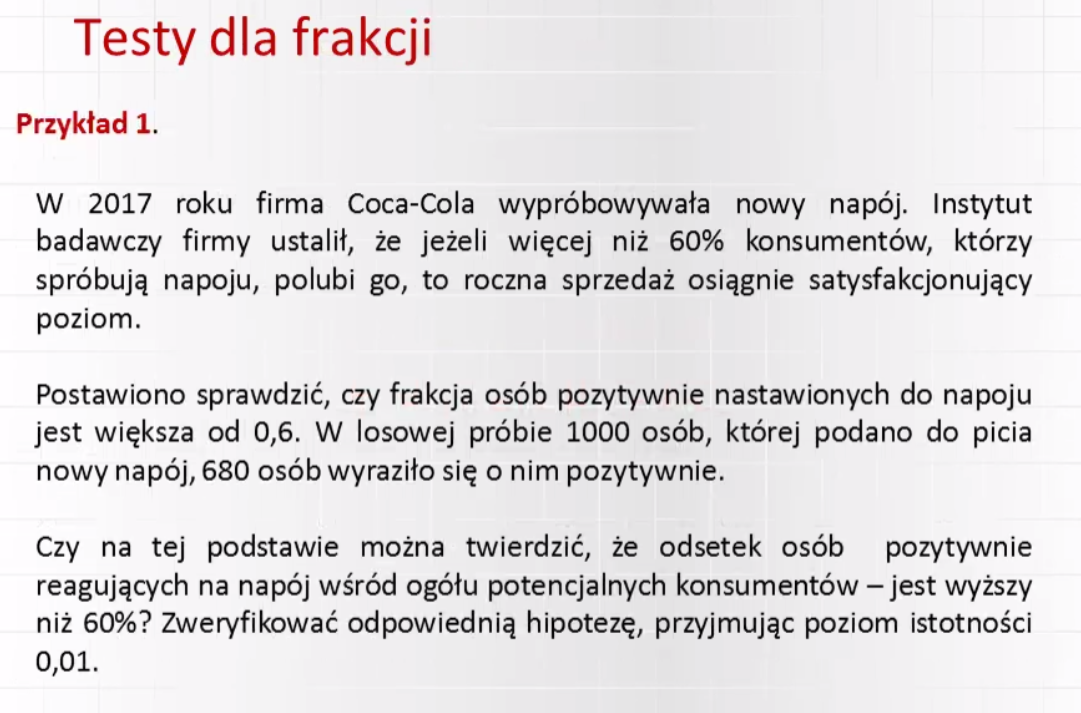 Testy dla frakcji
Przykład 1.
W 2017 roku firma Coca-Cola wypróbowywała nowy napój. Instytut
badawczy firmy ustalił, że jeżeli więcej niż 60% konsumentów, którzy
spróbują napoju, polubi go, to roczna sprzedaż osiągnie satysfakcjonujący
poziom.
Postawiono sprawdzić, czy frakcja osób pozytywnie nastawionych do napoju
jest większa od 0,6. W losowej próbie 1000 osób, której podano do picia
nowy napój, 680 osób wyraziło się o nim pozytywnie.
Czy na tej podstawie można twierdzić, że odsetek osób pozytywnie
reagujących na napój wśród ogółu potencjalnych konsumentów – jest wyższy
niż 60%? Zweryfikować odpowiednią hipotezę, przyjmując poziom istotności
0,01.